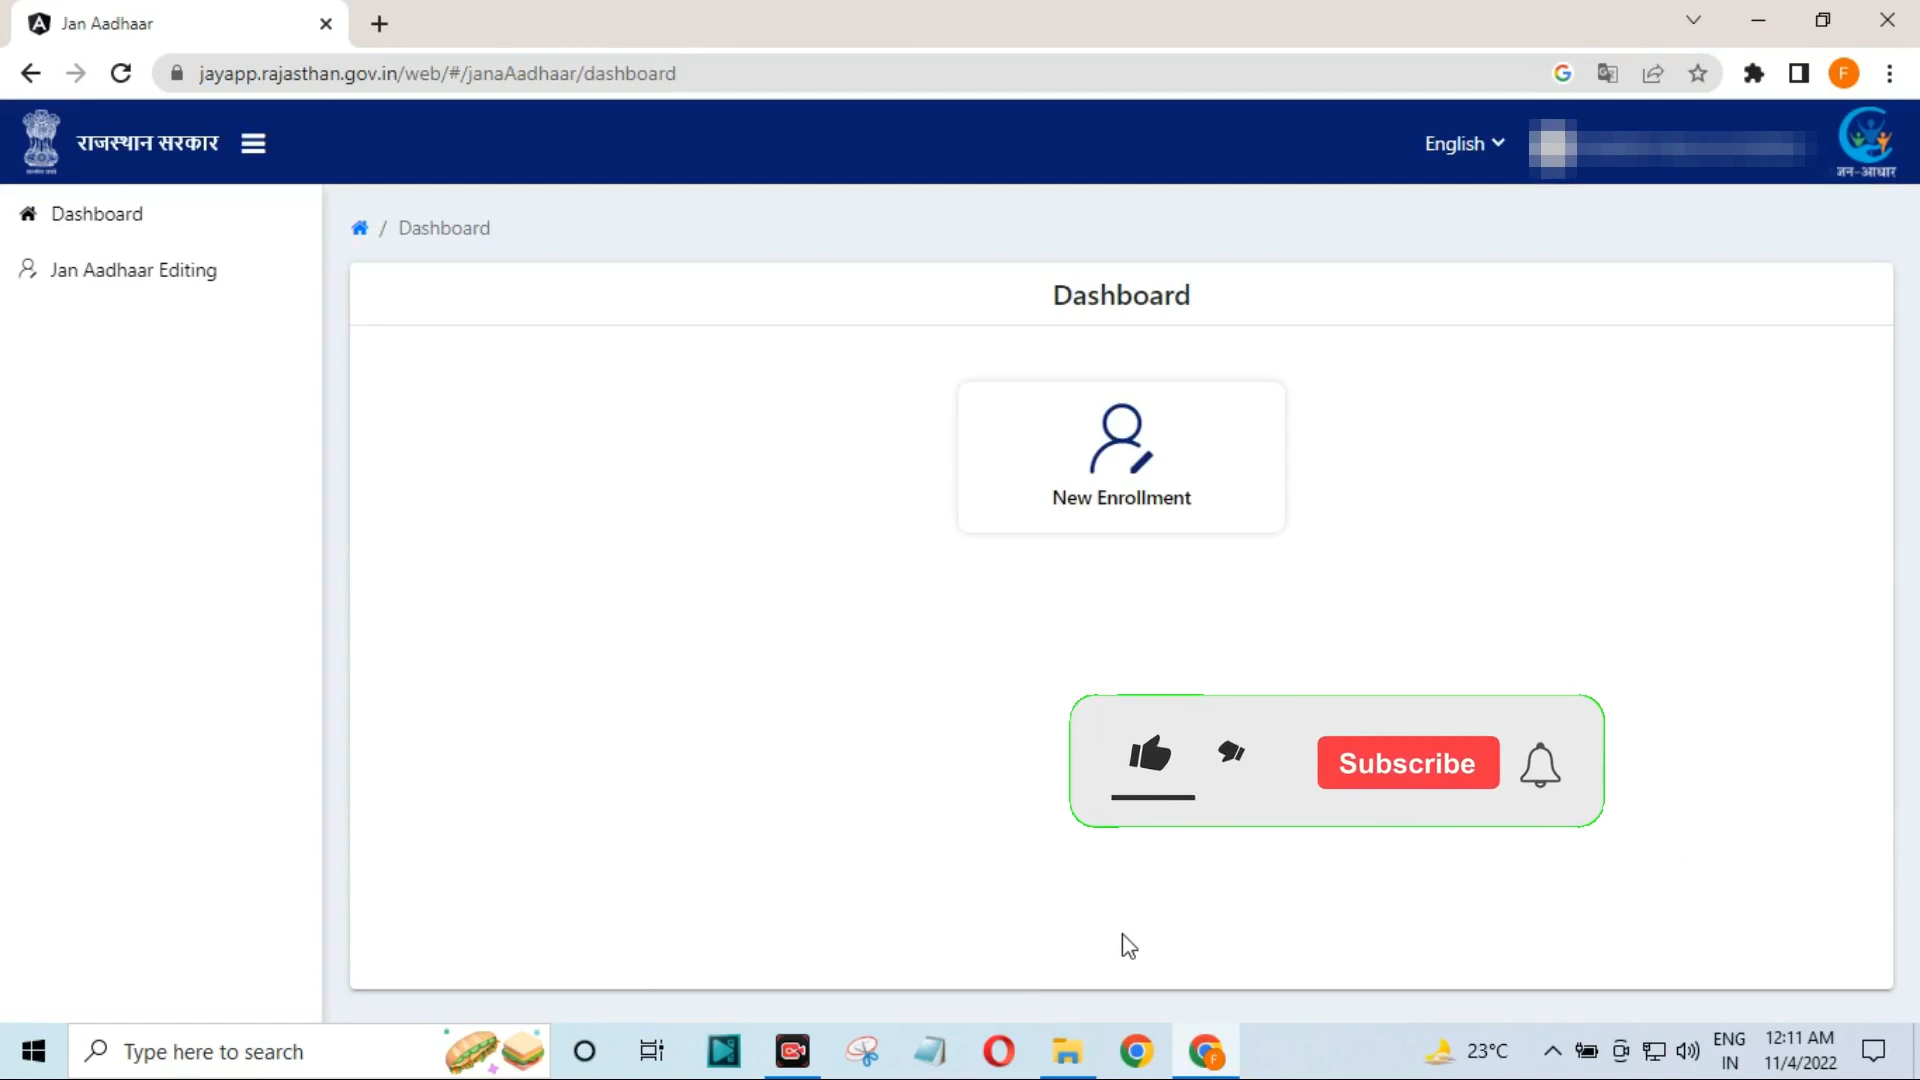 Jan Aadhaar
jayapp.rajasthan.gov.in/web/#/janaAadhaar/dashboard
F
राजस्थान सरकार
English
जन-आधार
Dashboard
Jan Aadhaar Editing
/ Dashboard
Dashboard
New Enrollment
Subscribe
Type here to search
F
23°C
ENG
IN
12:11 AM
11/4/2022